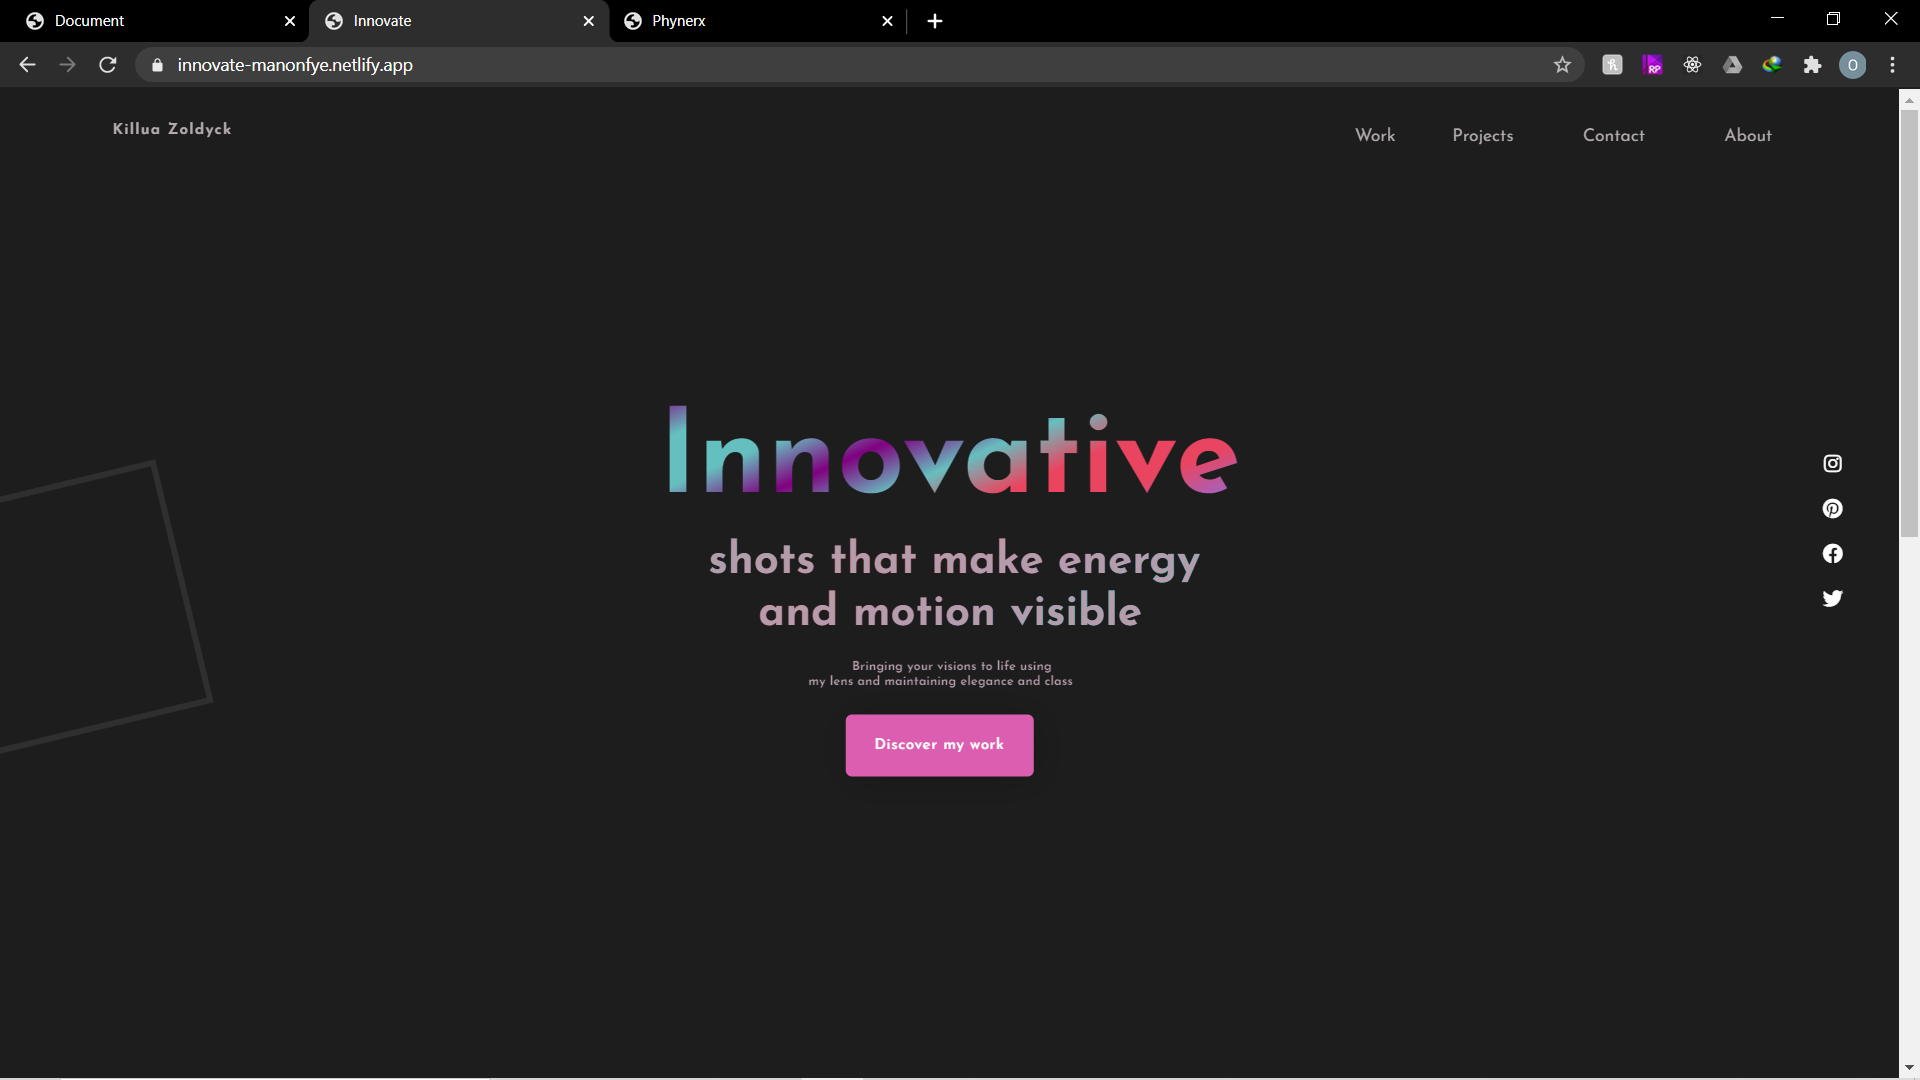 Document
Innovate
Phynerx
innovate-manonfye.netlify.app
RP
O
Killua Zoldyck
Work
Projects
Contact
About
Innovative
shots that make energy
and motion visible
Bringing your visions to life using
my lens and maintaining elegance and class
Discover my work